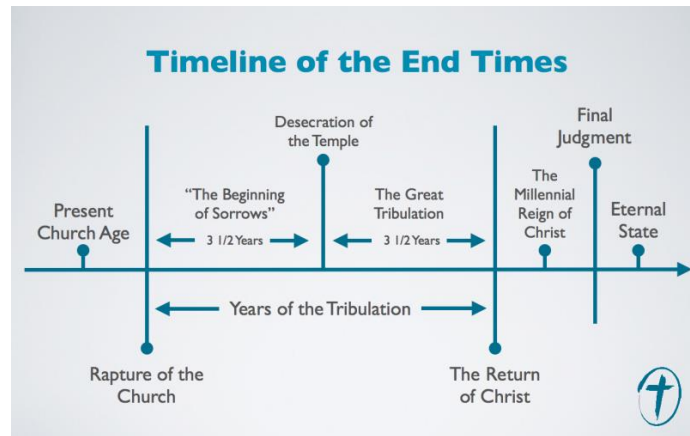 Timeline of the End Times
Present
Church Age
"The Beginning
of Sorrows"
3 1/2 Years
Desecration of
the Temple
The Great
Tribulation
3 1/2 Years
The
Millennial
Reign of
Christ
Final
Judgment
Eternal
State
Years of the Tribulation
Rapture of the
Church
The Return
of Christ